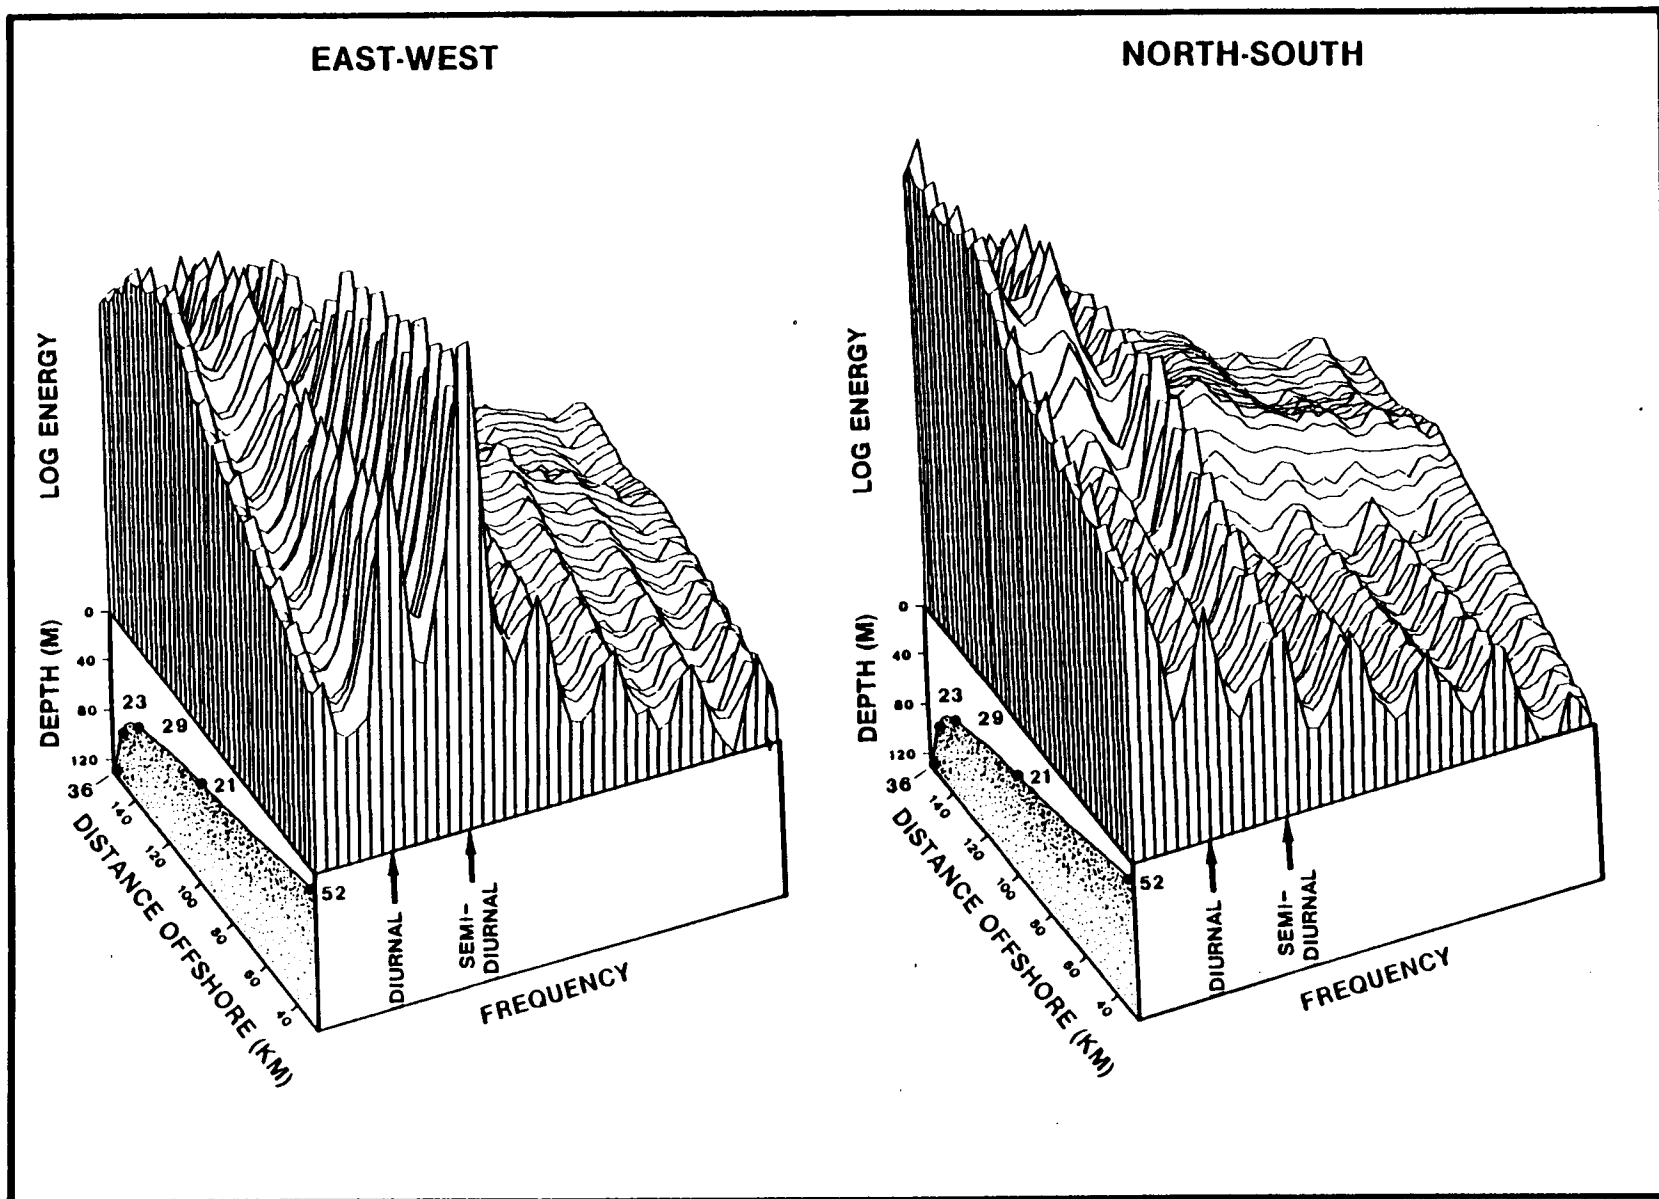 EAST-WEST
LOG ENERGY
DEPTH (M)
0
40
80
120
23
29
36
21
52
140
120
100
80
60
40
DISTANCE OFFSHORE (KM)
DIURNAL
SEMI-
DIURNAL
FREQUENCY
NORTH-SOUTH
LOG ENERGY
DEPTH (M)
0
40
80
120
23
29
36
21
52
140
120
100
80
60
40
DISTANCE OFFSHORE (KM)
DIURNAL
SEMI-
DIURNAL
FREQUENCY